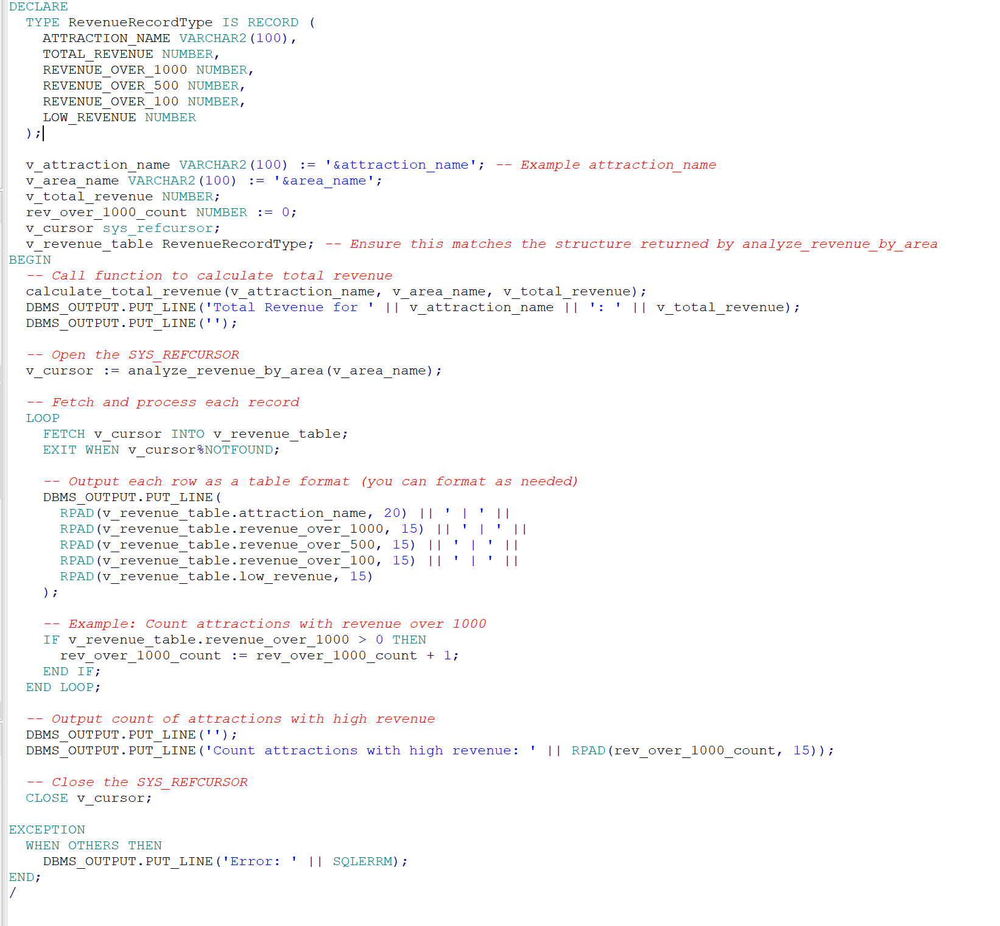 DECLARE
  TYPE RevenueRecordType IS RECORD (
    ATTRACTION_NAME VARCHAR2(100),
    TOTAL_REVENUE NUMBER,
    REVENUE_OVER_1000 NUMBER,
    REVENUE_OVER_500 NUMBER,
    REVENUE_OVER_100 NUMBER,
    LOW_REVENUE NUMBER
  );

  v_attraction_name VARCHAR2(100) := '&attraction_name'; -- Example attraction_name
  v_area_name VARCHAR2(100) := '&area_name';
  v_total_revenue NUMBER;
  rev_over_1000_count NUMBER := 0;
  v_cursor sys_refcursor;
  v_revenue_table RevenueRecordType; -- Ensure this matches the structure returned by analyze_revenue_by_area
BEGIN
  -- Call function to calculate total revenue
  calculate_total_revenue(v_attraction_name, v_area_name, v_total_revenue);
  DBMS_OUTPUT.PUT_LINE('Total Revenue for ' || v_attraction_name || ': ' || v_total_revenue);
  DBMS_OUTPUT.PUT_LINE('');

  -- Open the SYS_REFCURSOR
  v_cursor := analyze_revenue_by_area(v_area_name);

  -- Fetch and process each record
  LOOP
    FETCH v_cursor INTO v_revenue_table;
    EXIT WHEN v_cursor%NOTFOUND;

    -- Output each row as a table format (you can format as needed)
    DBMS_OUTPUT.PUT_LINE(
      RPAD(v_revenue_table.attraction_name, 20) || ' | ' ||
      RPAD(v_revenue_table.revenue_over_1000, 15) || ' | ' ||
      RPAD(v_revenue_table.revenue_over_500, 15) || ' | ' ||
      RPAD(v_revenue_table.revenue_over_100, 15) || ' | ' ||
      RPAD(v_revenue_table.low_revenue, 15)
    );

    -- Example: Count attractions with revenue over 1000
    IF v_revenue_table.revenue_over_1000 > 0 THEN
      rev_over_1000_count := rev_over_1000_count + 1;
    END IF;
  END LOOP;

  -- Output count of attractions with high revenue
  DBMS_OUTPUT.PUT_LINE('');
  DBMS_OUTPUT.PUT_LINE('Count attractions with high revenue: ' || RPAD(rev_over_1000_count, 15));

  -- Close the SYS_REFCURSOR
  CLOSE v_cursor;

EXCEPTION
  WHEN OTHERS THEN
    DBMS_OUTPUT.PUT_LINE('Error: ' || SQLERRM);
END;
/